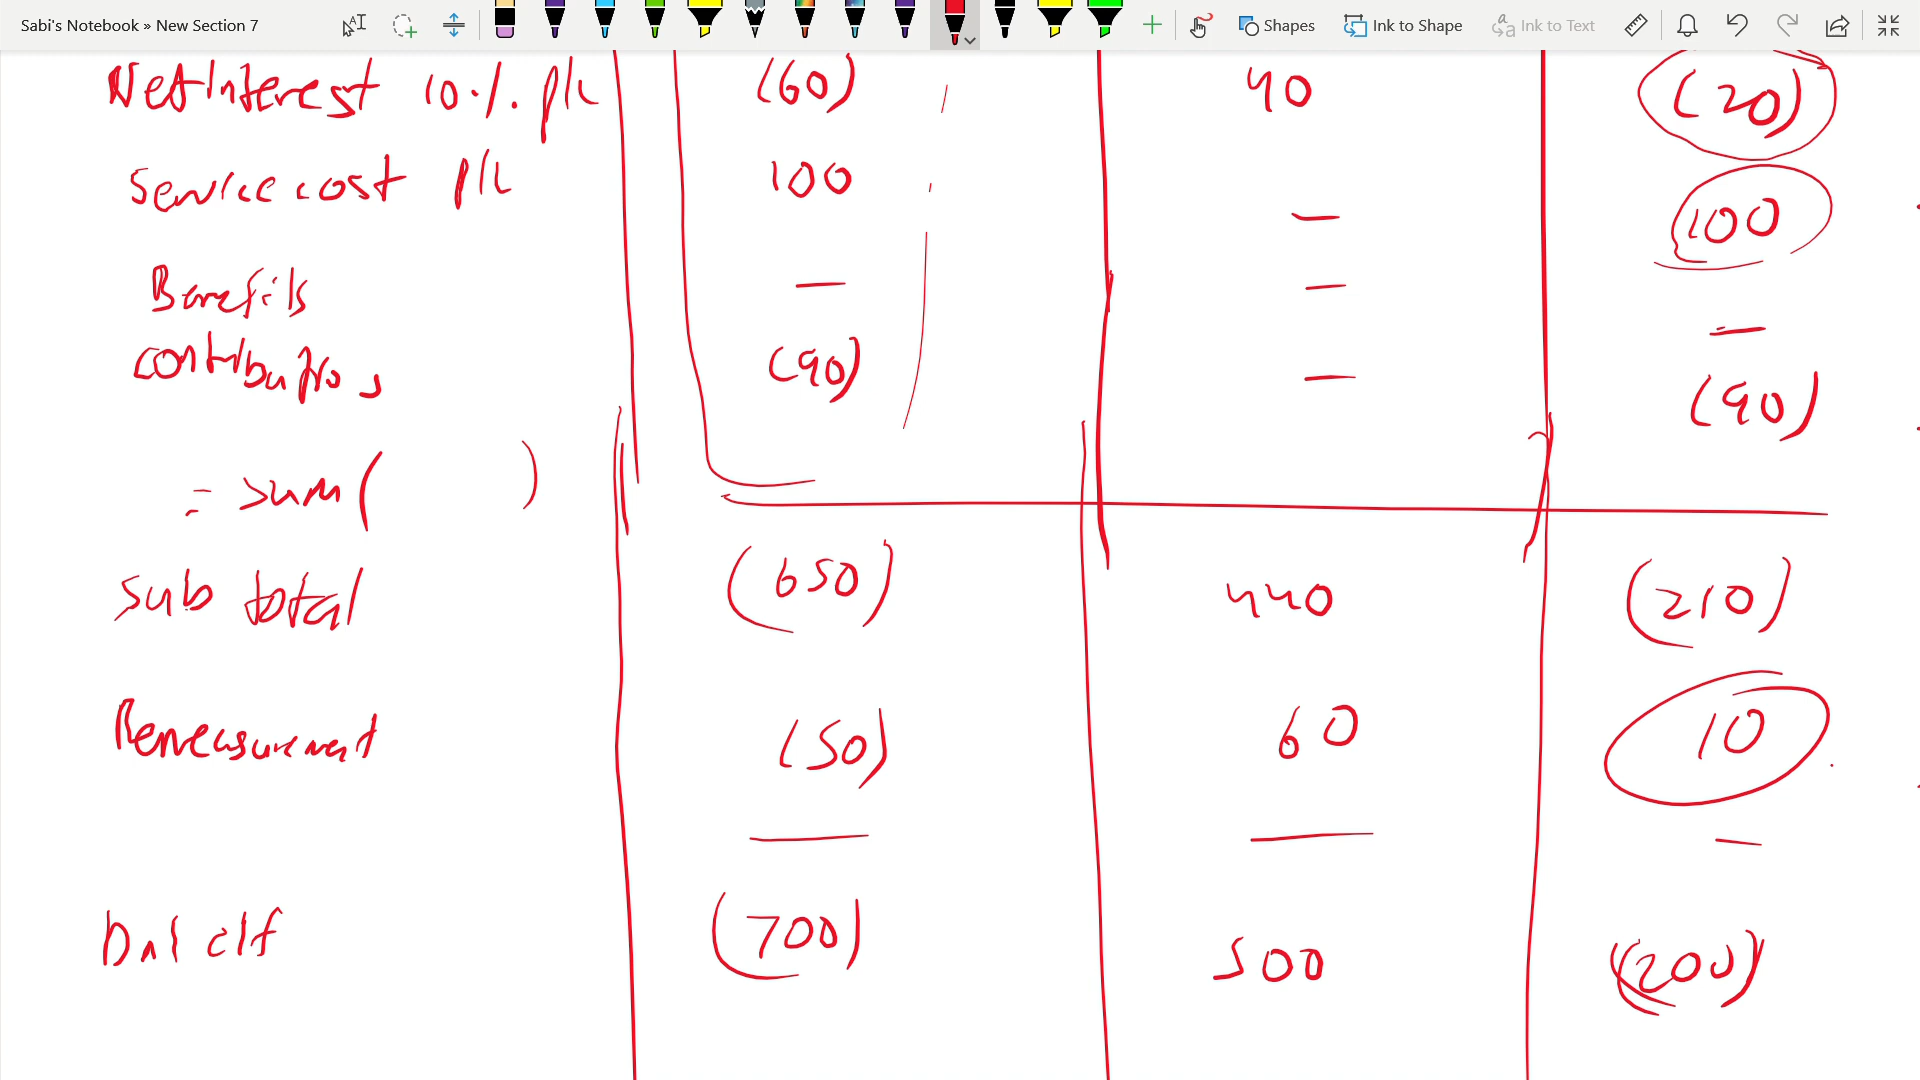 Sabi's Notebook » New Section 7
Shapes Ink to Shape Ink to Text
Net Interest 10.%. p/l (60) 40 (20)
Service cost p/l 100 — 100
Benefits — — —
contributions (90) — (90)
= sum( )
Sub total (650) 440 (210)
Remeasurement (50) 60 10
Bal c/f (700) 500 (200)